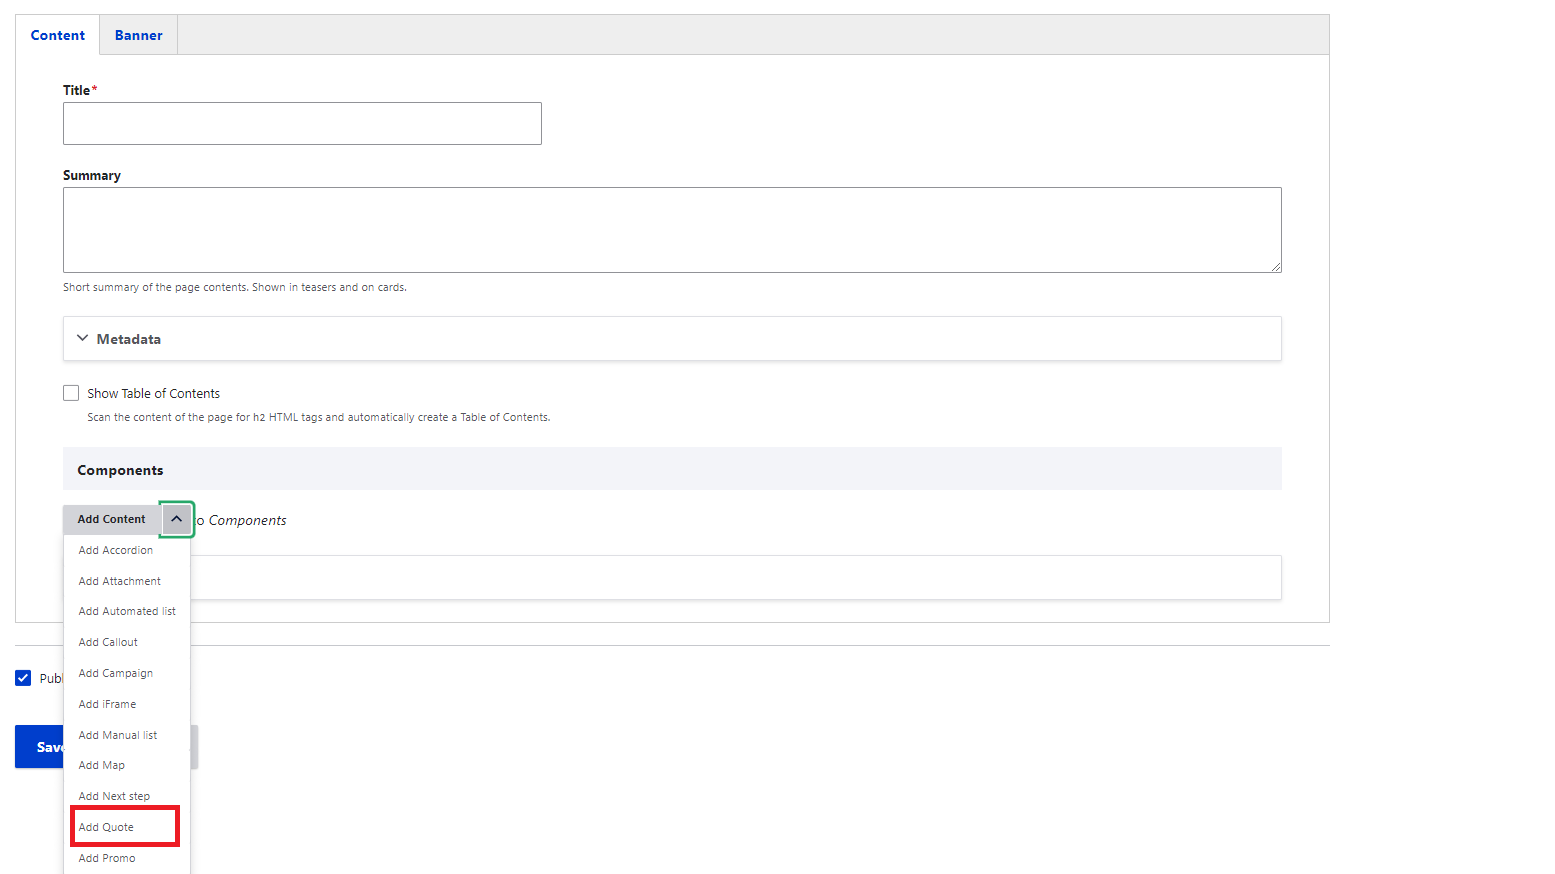 Content Banner
Title*
Summary
Short summary of the page contents. Shown in teasers and on cards.
Metadata
Show Table of Contents
Scan the content of the page for h2 HTML tags and automatically create a Table of Contents.
Components
Add Content o Components
Add Accordion
Add Attachment
Add Automated list
Add Callout
Add Campaign
Publ
Add iFrame
Add Manual list
Save
Add Map
Add Next step
Add Quote
Add Promo